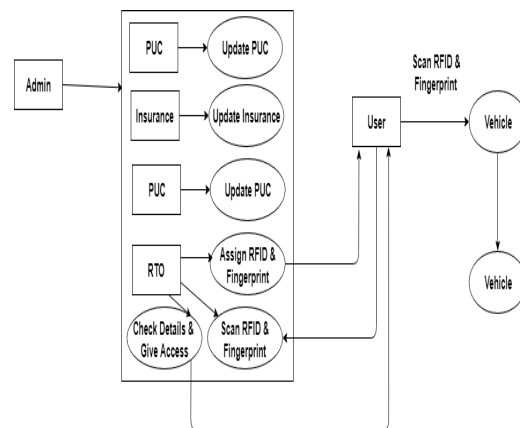 PUC
Update PUC
Admin
Insurance
Update Insurance
PUC
Update PUC
RTO
Assign RFID &
Fingerprint
Check Details &
Give Access
Scan RFID &
Fingerprint
User
Scan RFID &
Fingerprint
Vehicle
Vehicle